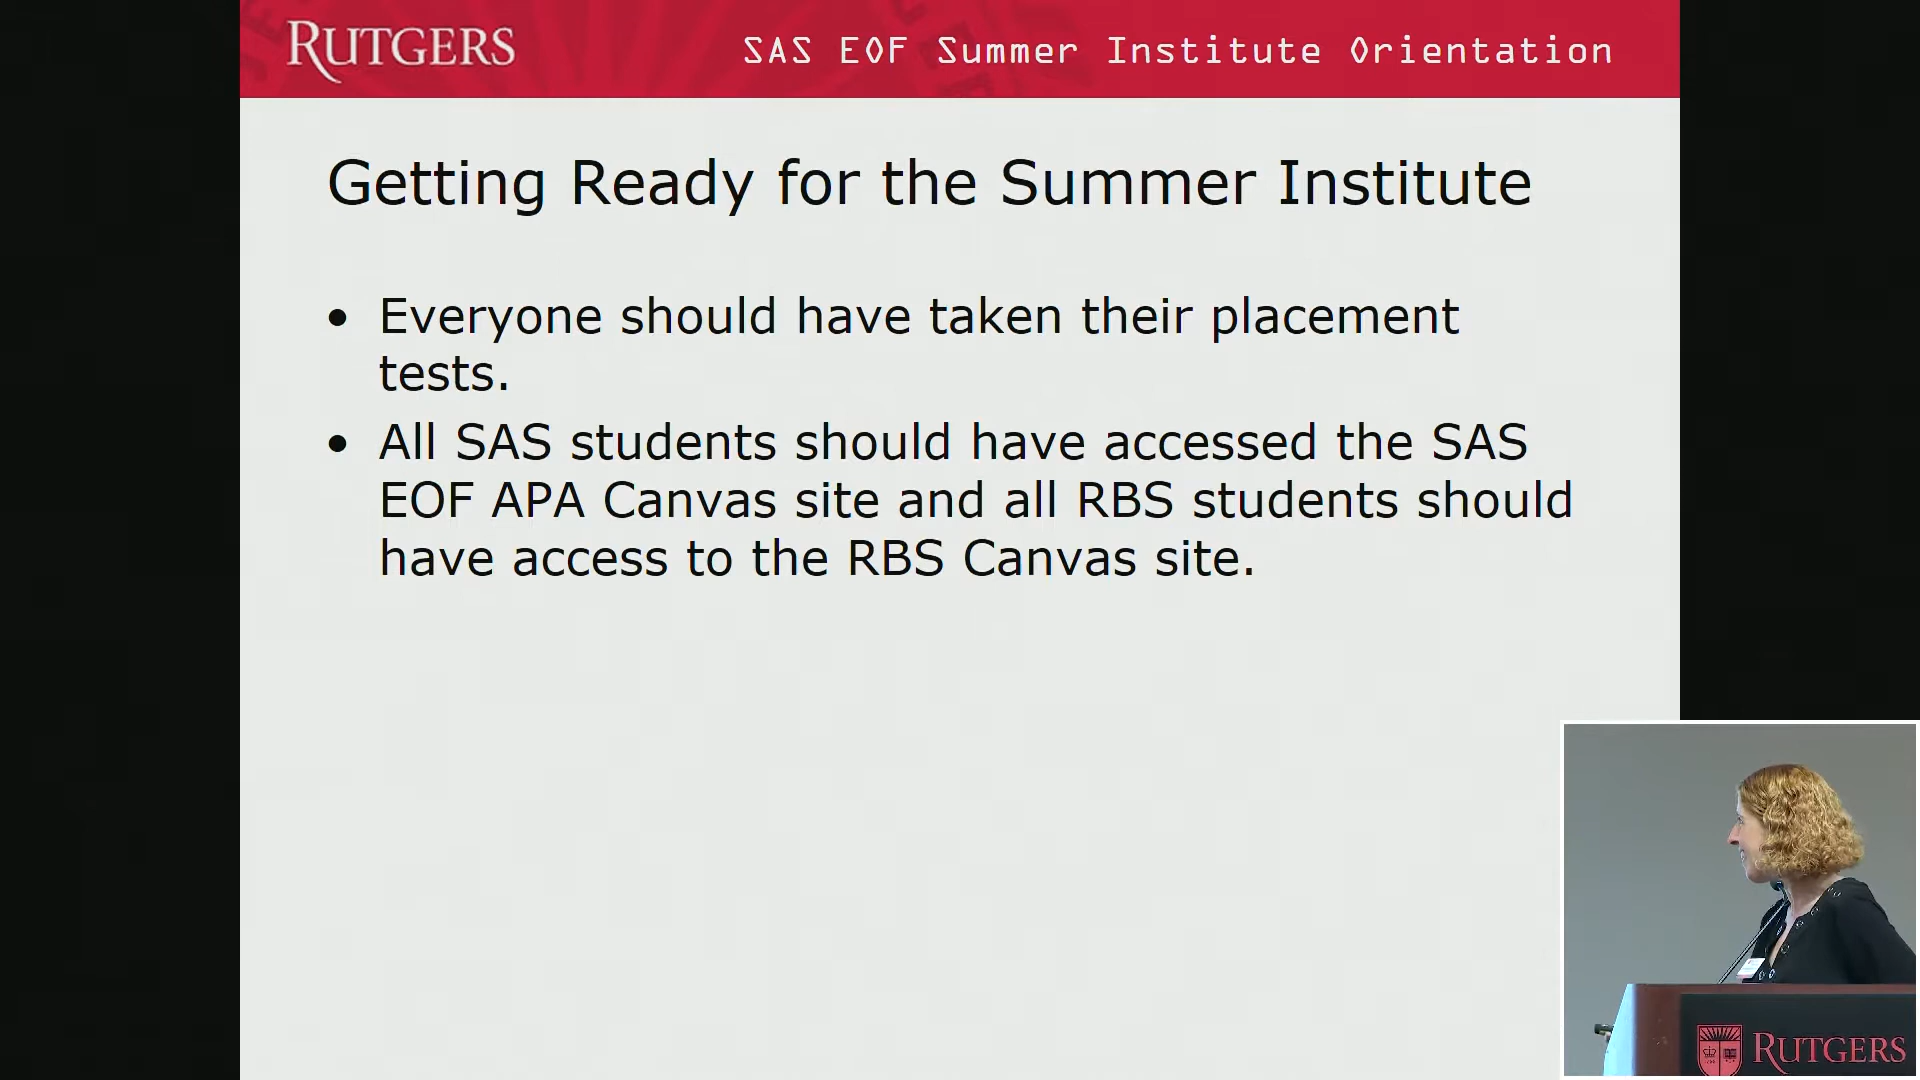 RUTGERS
SAS EOF Summer Institute Orientation
Getting Ready for the Summer Institute
• Everyone should have taken their placement
tests.
• All SAS students should have accessed the SAS
EOF APA Canvas site and all RBS students should
have access to the RBS Canvas site.
RUTGERS